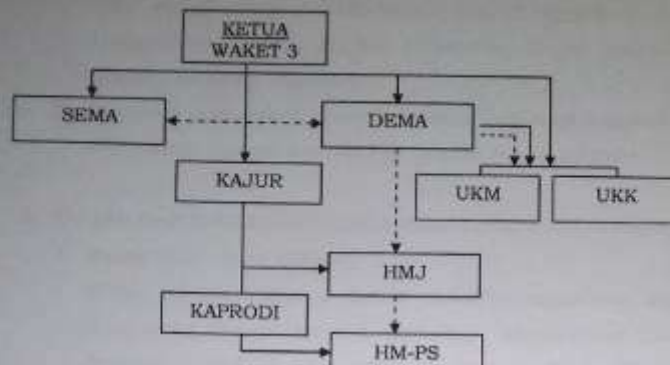 KETUA
WAKET 3
SEMA
DEMA
KAJUR
UKM
UKK
HMJ
KAPRODI
HM-PS